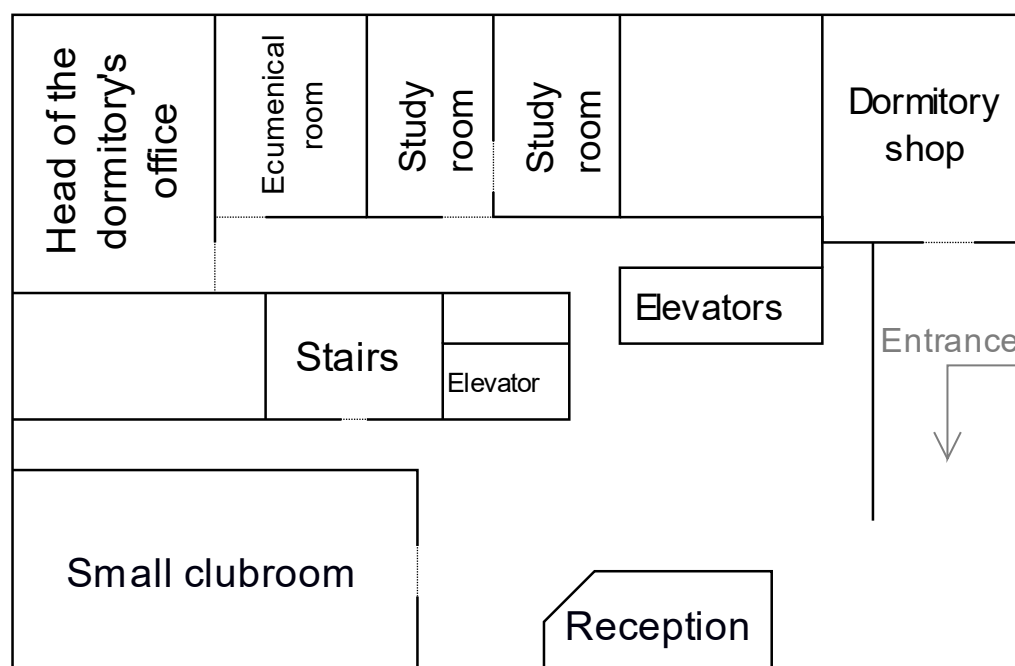 Head of the
dormitory's
office
Ecumenical
room
Study
room
Study
room
Dormitory
shop
Elevators
Entrance
Stairs
Elevator
Small clubroom
Reception